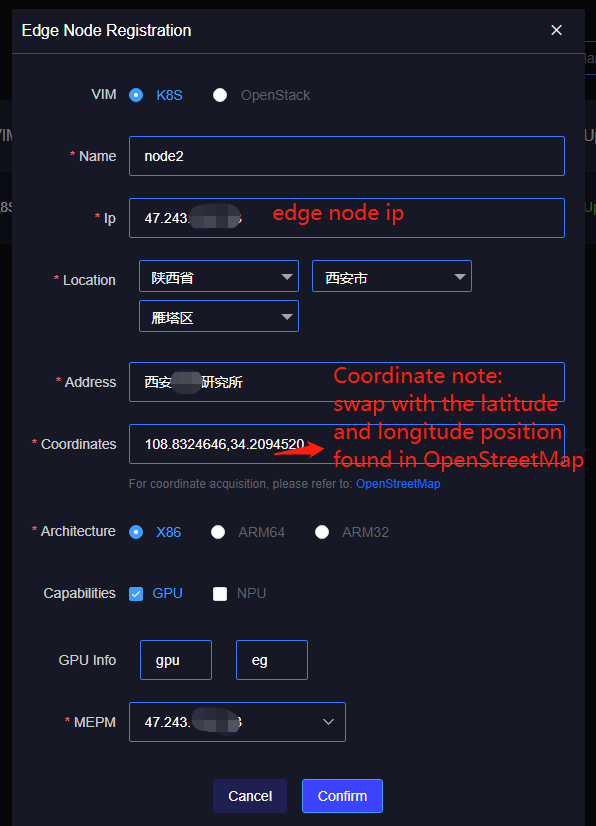 Edge Node Registration
VIM K8S OpenStack
* Name node2
* Ip 47.243. edge node ip
* Location 陕西省 西安市
雁塔区
* Address 西安 研究所
Coordinate note:
swap with the latitude
and longitude position
found in OpenStreetMap
* Coordinates 108.8324646,34.2094520
For coordinate acquisition, please refer to: OpenStreetMap
* Architecture X86 ARM64 ARM32
Capabilities GPU NPU
GPU Info gpu eg
* MEPM 47.243.
Cancel Confirm